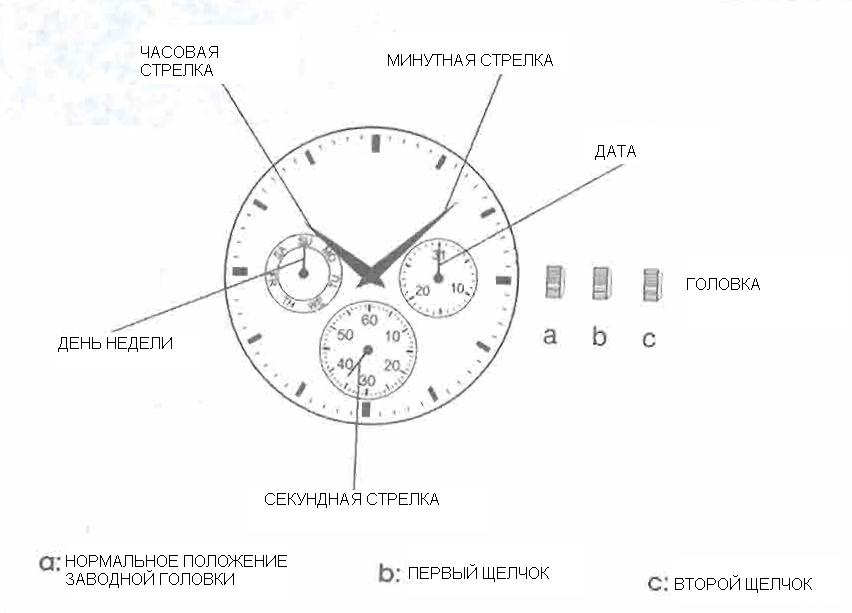 ЧАСОВАЯ
СТРЕЛКА
МИНУТНАЯ СТРЕЛКА
ДАТА
SU
MO
TU
WE
TH
FR
SA
31
10
20
60
10
20
30
40
50
ГОЛОВКА
a b c
ДЕНЬ НЕДЕЛИ
СЕКУНДНАЯ СТРЕЛКА
a: НОРМАЛЬНОЕ ПОЛОЖЕНИЕ
ЗАВОДНОЙ ГОЛОВКИ
b: ПЕРВЫЙ ЩЕЛЧОК
c: ВТОРОЙ ЩЕЛЧОК